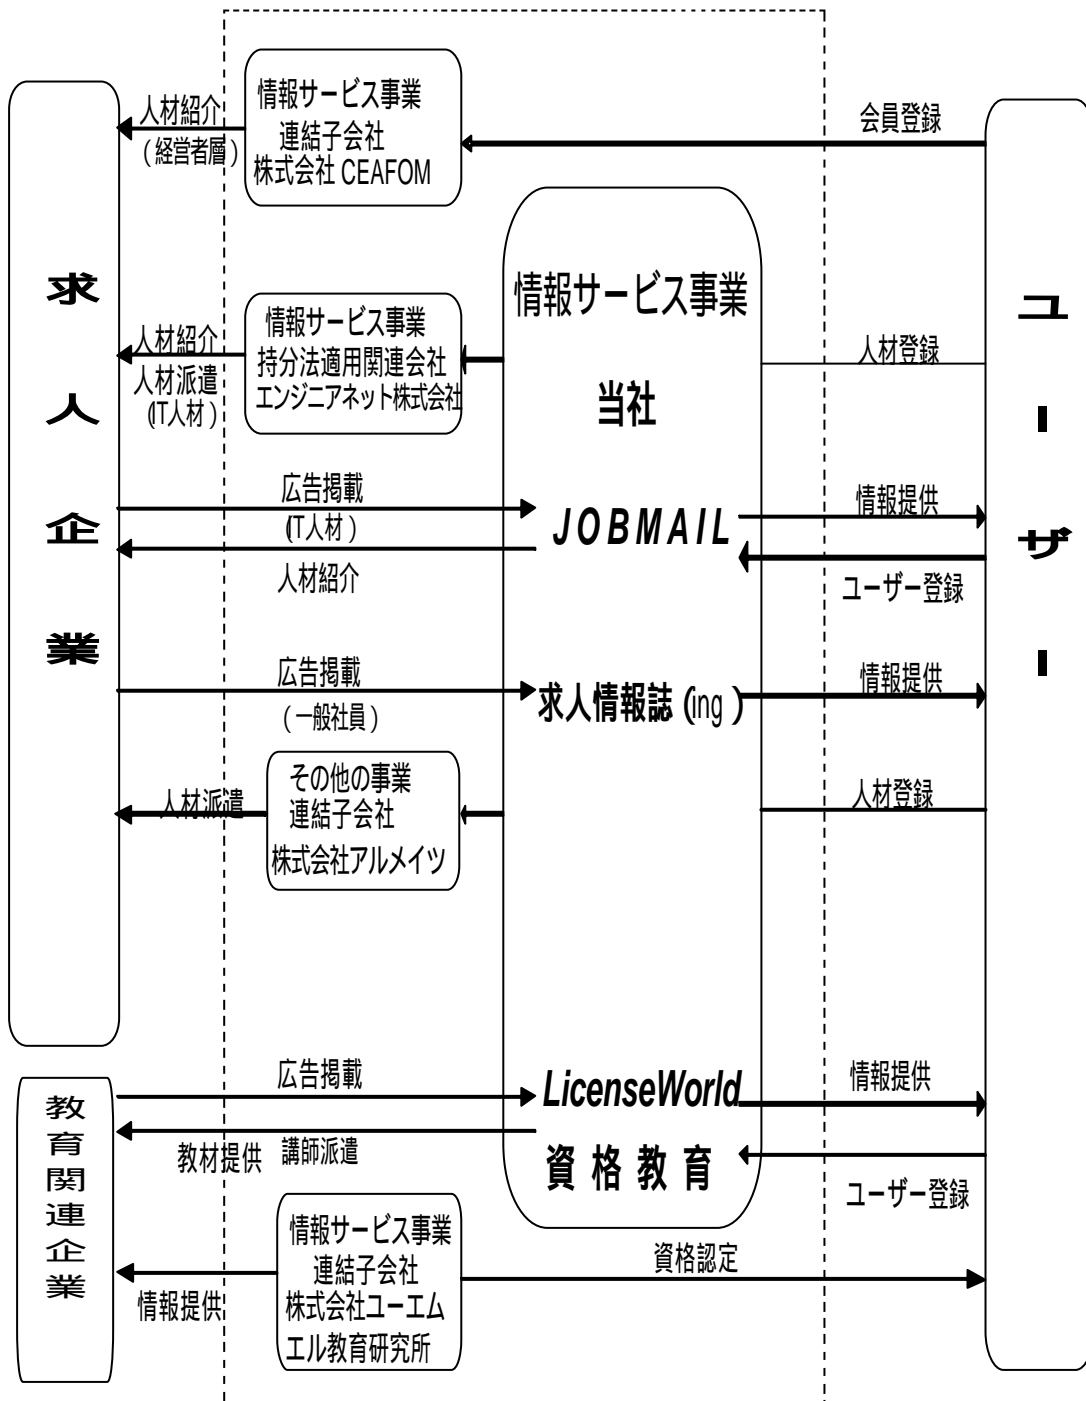 情報サービス事業
連結子会社
株式会社 CEAFOM
人材紹介
（経営者層）
会員登録
求人企業
ユーザー
情報サービス事業
当社
情報サービス事業
持分法適用関連会社
エンジニアネット株式会社
人材紹介
人材派遣
(IT人材）
人材登録
広告掲載
(IT人材）
人材紹介
JOBMAIL
情報提供
ユーザー登録
広告掲載
（一般社員）
求人情報誌 (ing ）
情報提供
その他の事業
連結子会社
株式会社アルメイツ
人材派遣
人材登録
教育関連企業
広告掲載
LicenseWorld
情報提供
教材提供
講師派遣
資格教育
ユーザー登録
情報サービス事業
連結子会社
株式会社ユーエム
エル教育研究所
情報提供
資格認定